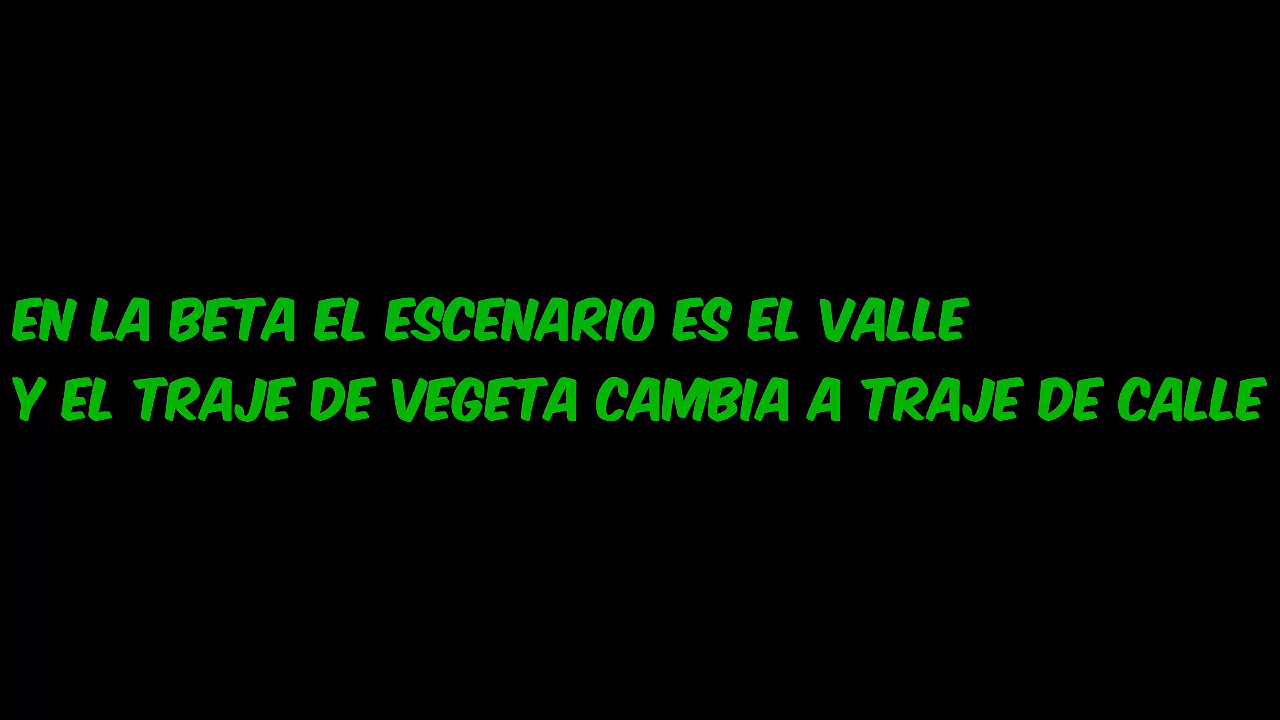 EN LA BETA EL ESCENARIO ES EL VALLE
Y EL TRAJE DE VEGETA CAMBIA A TRAJE DE CALLE